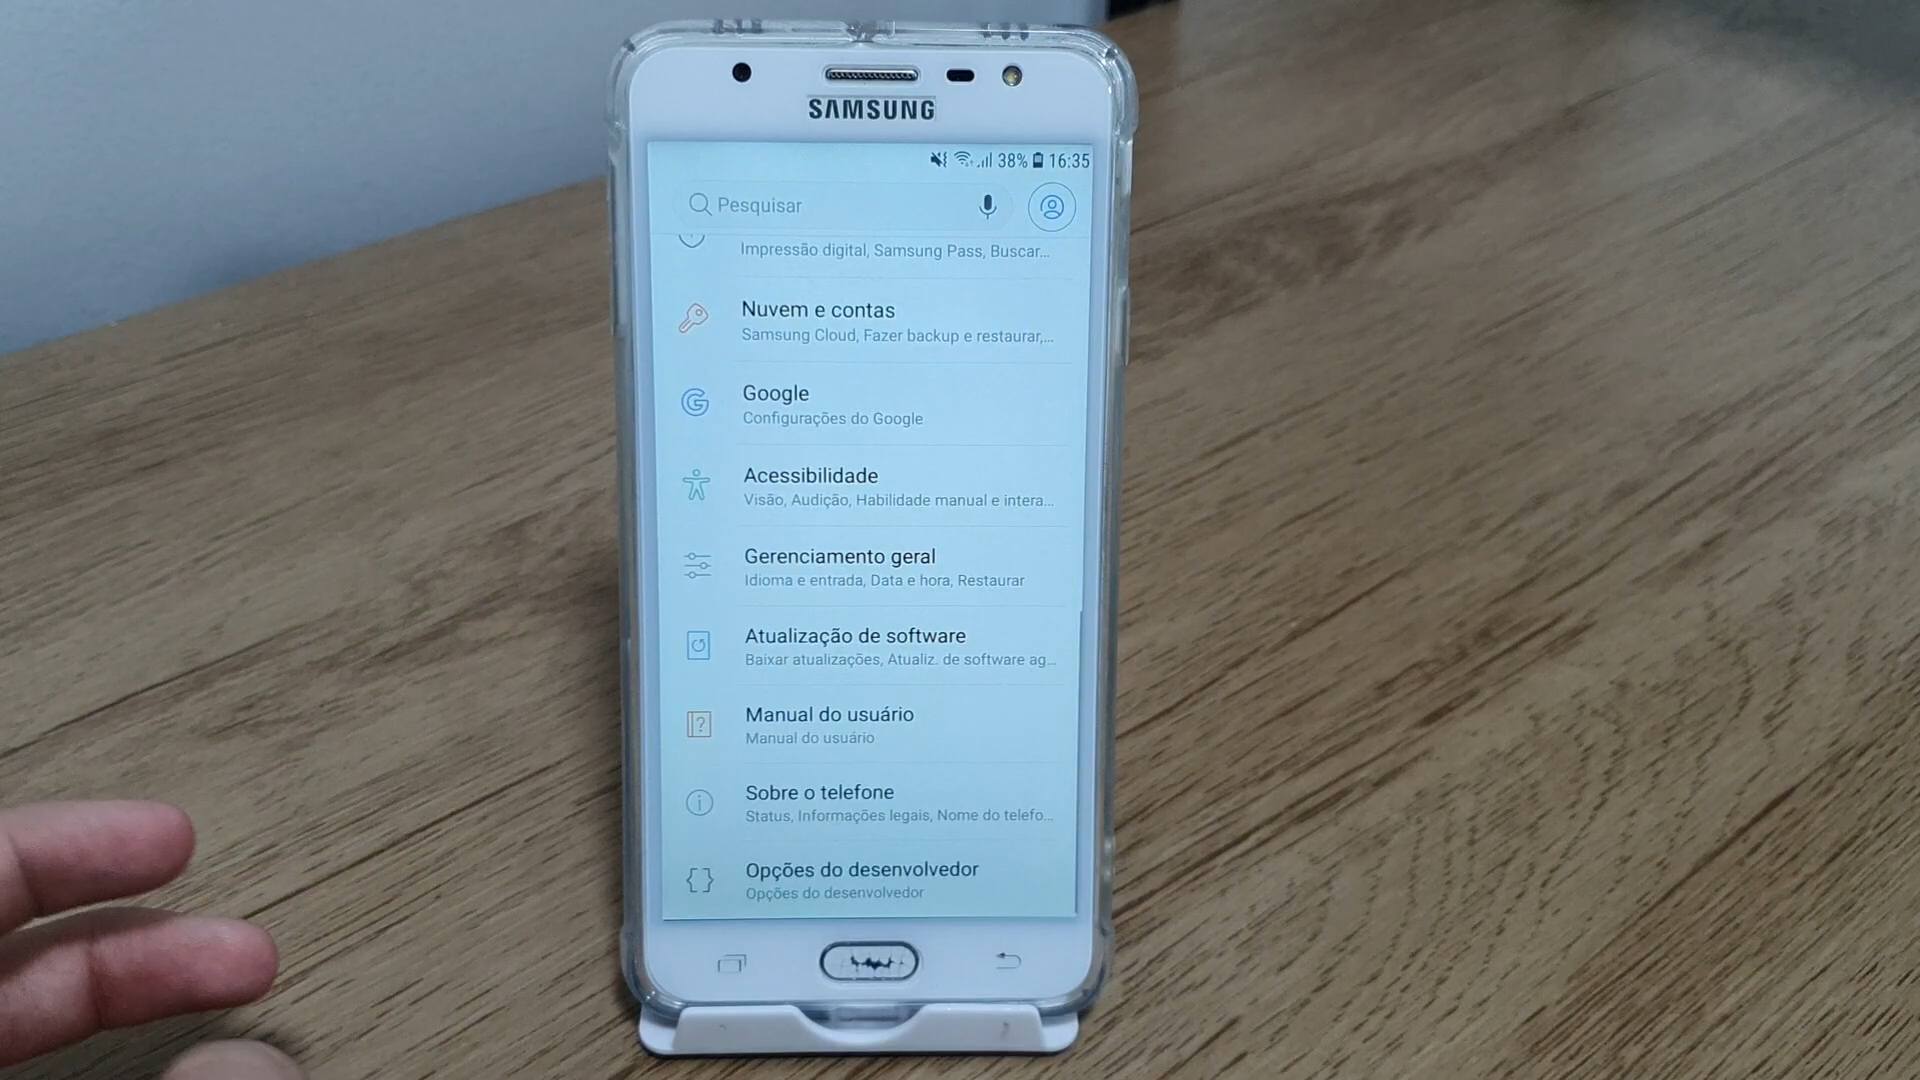 SAMSUNG
38% 16:35
Pesquisar
Impressão digital, Samsung Pass, Buscar...
Nuvem e contas
Samsung Cloud, Fazer backup e restaurar,...
Google
Configurações do Google
Acessibilidade
Visão, Audição, Habilidade manual e intera...
Gerenciamento geral
Idioma e entrada, Data e hora, Restaurar
Atualização de software
Baixar atualizações, Atualiz. de software ag...
Manual do usuário
Manual do usuário
Sobre o telefone
Status, Informações legais, Nome do telefo...
Opções do desenvolvedor
Opções do desenvolvedor